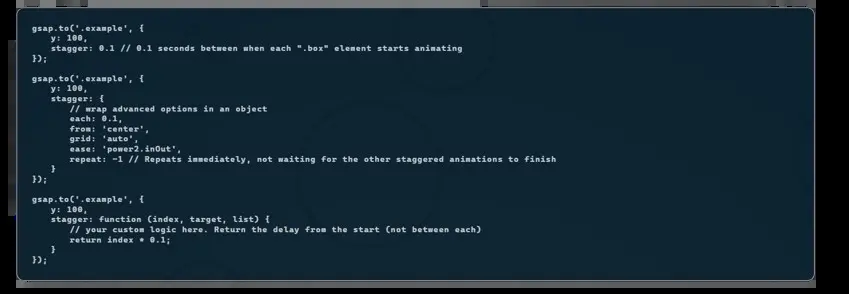 gsap.to('.example', {
    y: 100,
    stagger: 0.1 // 0.1 seconds between when each ".box" element starts animating
});
gsap.to('.example', {
    y: 100,
    stagger: {
        // wrap advanced options in an object
        each: 0.1,
        from: 'center',
        grid: 'auto',
        ease: 'power2.inOut',
        repeat: -1 // Repeats immediately, not waiting for the other staggered animations to finish
    }
});
gsap.to('.example', {
    y: 100,
    stagger: function (index, target, list) {
        // your custom logic here. Return the delay from the start (not between each)
        return index * 0.1;
    }
});